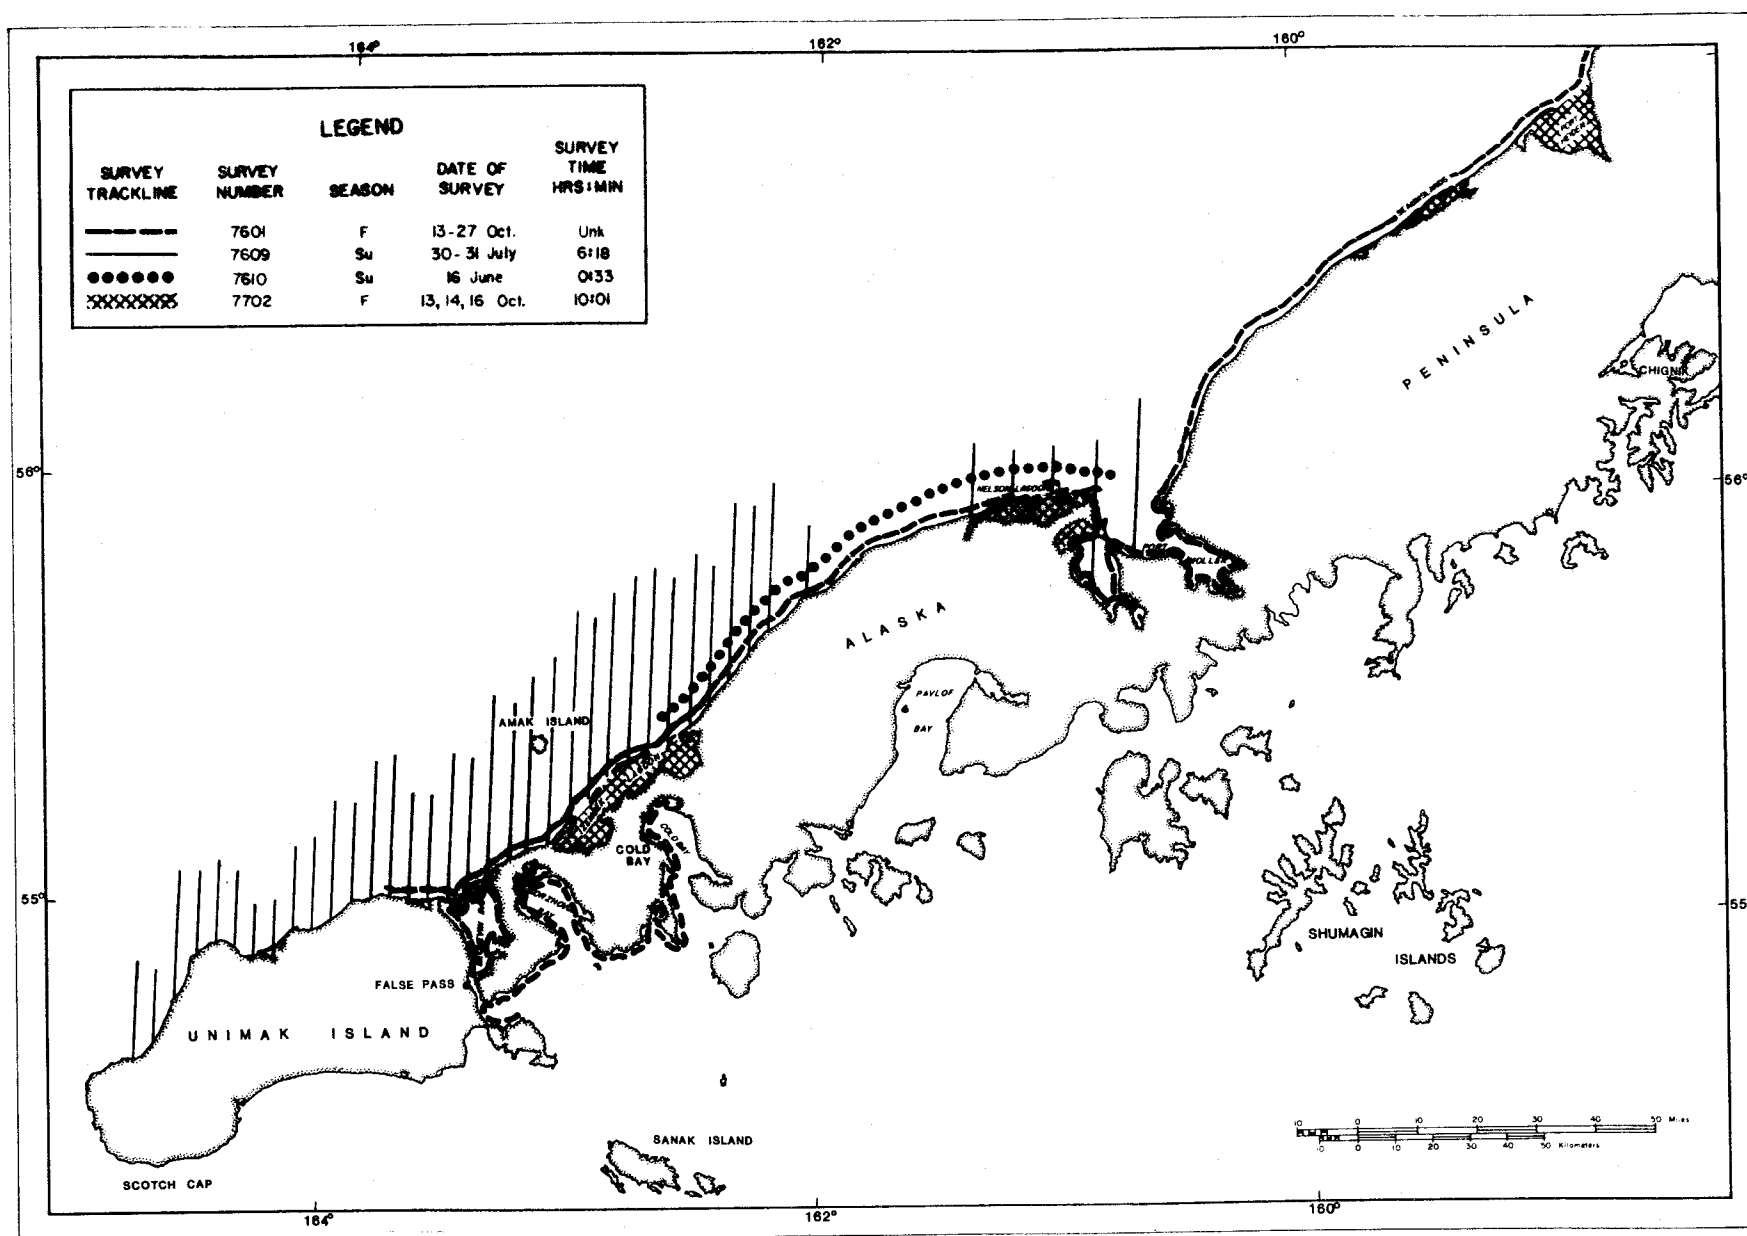 164° 162° 160°
LEGEND
SURVEY TRACKLINE SURVEY NUMBER SEASON DATE OF SURVEY SURVEY TIME HRS:MIN
7601 F 13-27 Oct. Unk
7609 Su 30-31 July 6:18
7610 Su 16 June 0:33
7702 F 13, 14, 16 Oct. 10:01
PENINSULA
CHIGNIK
56° 56°
NELSON LAGOON
PORT
MOLLER
ALASKA
PAVLOF
BAY
AMAK ISLAND
COLD BAY
COLD
BAY
55° 55
SHUMAGIN
ISLANDS
FALSE PASS
UNIMAK ISLAND
10 0 10 20 30 40 50 Miles
10 0 10 20 30 40 50 Kilometers
SANAK ISLAND
SCOTCH CAP
164° 162° 160°